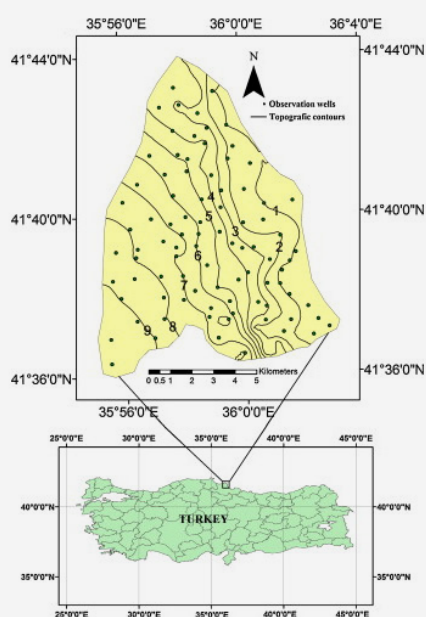 35°56'0"E 36°0'0"E 36°4'0"E
41°44'0"N
41°44'0"N
N
Observation wells
Topografic contours
41°40'0"N
41°40'0"N
1
2
3
4
5
6
7
8
9
Kilometers
0 0.5 1 2 3 4 5
41°36'0"N
41°36'0"N
35°56'0"E 36°0'0"E
25°0'0"E 30°0'0"E 35°0'0"E 40°0'0"E 45°0'0"E
40°0'0"N
40°0'0"N
TURKEY
35°0'0"N
35°0'0"N
25°0'0"E 30°0'0"E 35°0'0"E 40°0'0"E 45°0'0"E